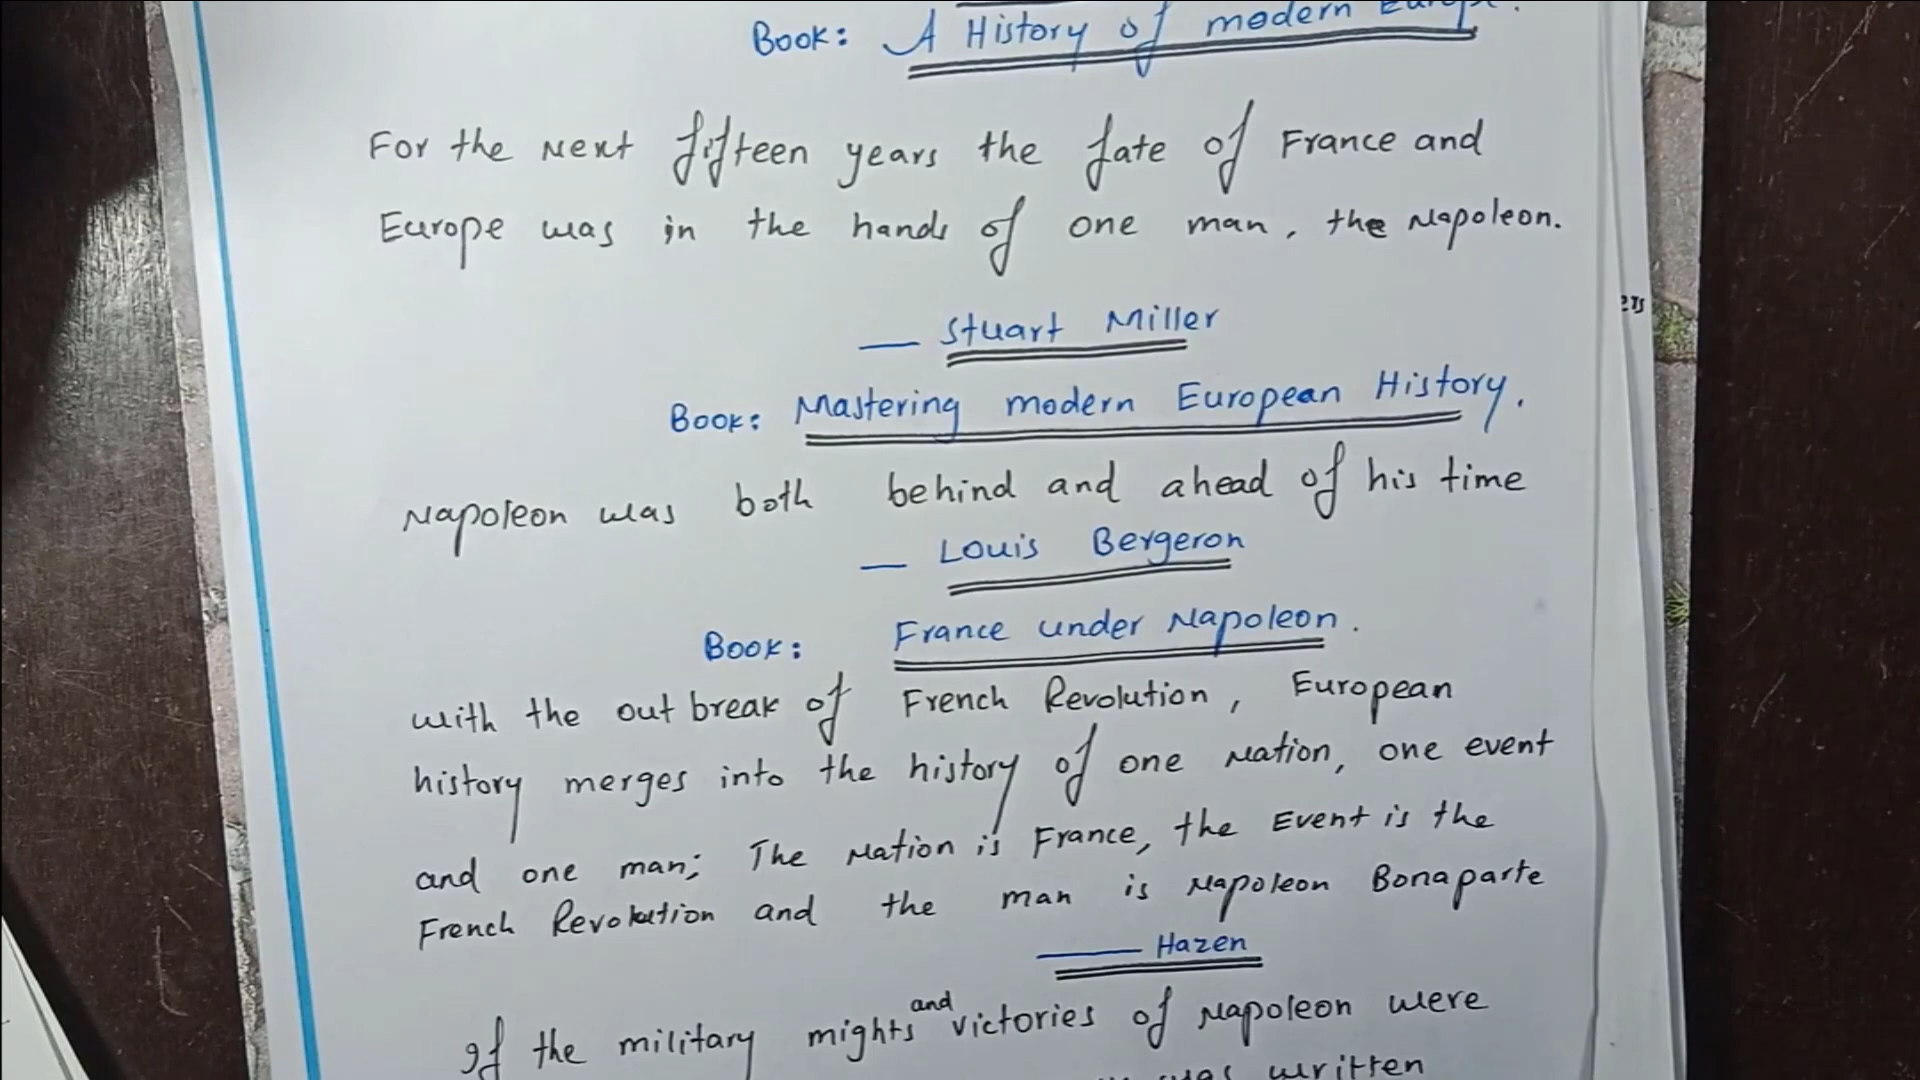 Book: A History of modern Europe.
For the Next fifteen years the fate of France and
Europe was in the hands of one man, the Napoleon.
— Stuart Miller
Book: Mastering modern European History.
Napoleon was both behind and ahead of his time
— Louis Bergeron
Book: France under Napoleon.
with the out break of French Revolution, European
history merges into the history of one Nation, one event
and one man; The Nation is France, the Event is the
French Revolution and the man is Napoleon Bonaparte
— Hazen
If the military mights and victories of Napoleon were
was written